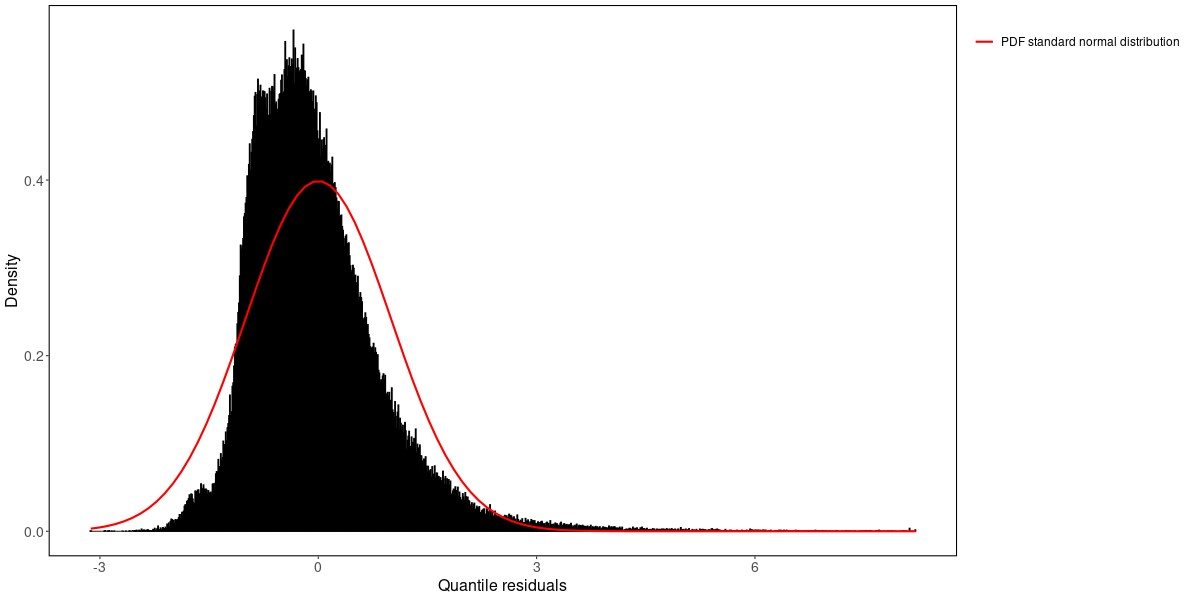 PDF standard normal distribution
0.4
0.2
0.0
Density
-3
0
3
6
Quantile residuals